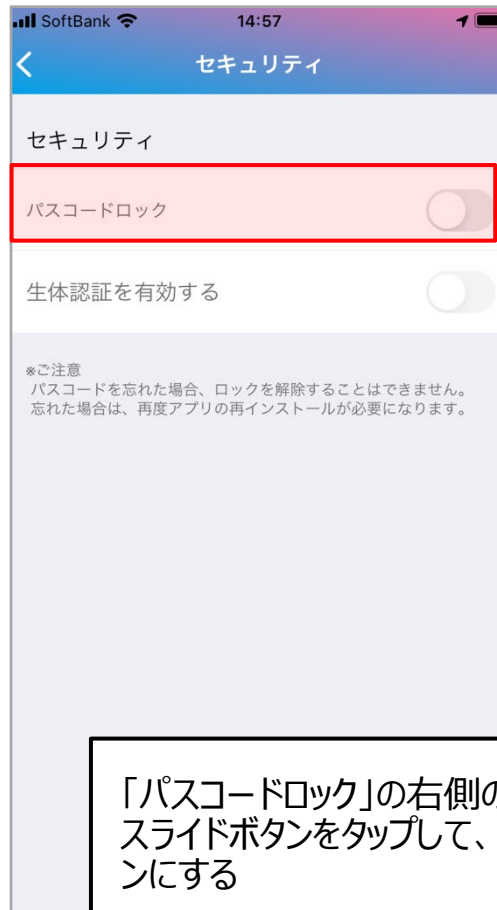 SoftBank 14:57
セキュリティ
セキュリティ
パスコードロック
生体認証を有効する
※ご注意
パスコードを忘れた場合、ロックを解除することはできません。
忘れた場合は、再度アプリの再インストールが必要になります。
「パスコードロック」の右側の
スライドボタンをタップして、
ンにする